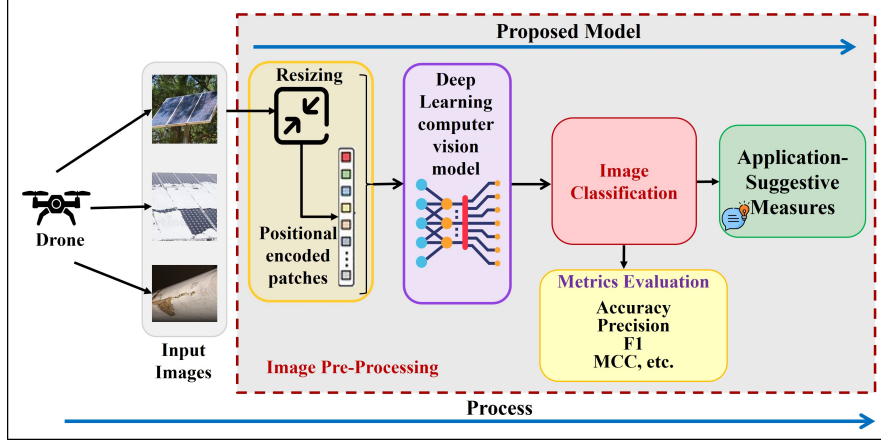 Proposed Model
Resizing
Positional
encoded
patches
Deep
Learning
computer
vision
model
Image
Classification
Application-
Suggestive
Measures
Drone
Metrics Evaluation
Accuracy
Precision
F1
MCC, etc.
Input
Images
Image Pre-Processing
Process